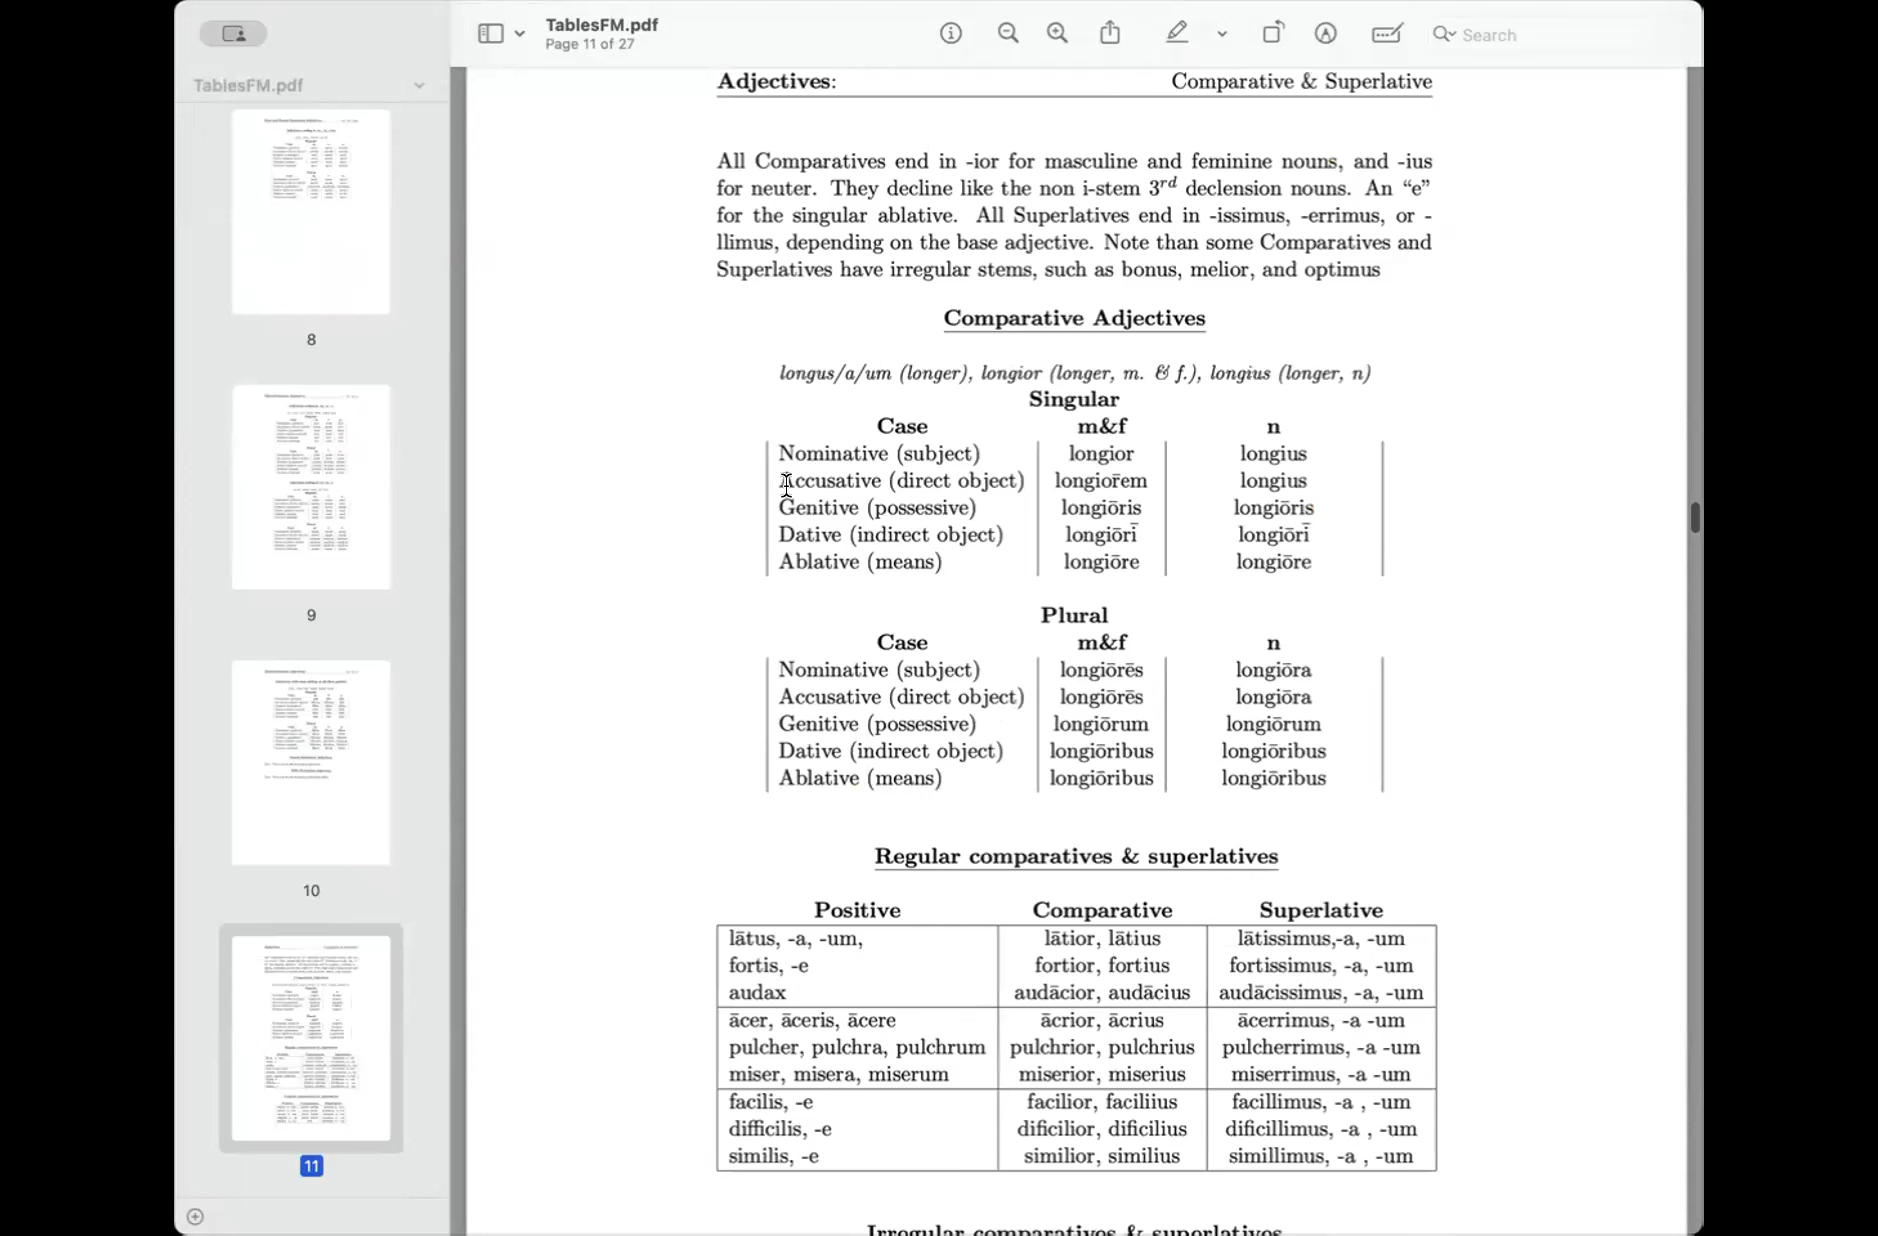 TablesFM.pdf
Page 11 of 27
Search
TablesFM.pdf
8
9
10
11
Adjectives: Comparative & Superlative
All Comparatives end in -ior for masculine and feminine nouns, and -ius
for neuter. They decline like the non i-stem 3rd declension nouns. An “e”
for the singular ablative. All Superlatives end in -issimus, -errimus, or -
llimus, depending on the base adjective. Note than some Comparatives and
Superlatives have irregular stems, such as bonus, melior, and optimus
Comparative Adjectives
longus/a/um (longer), longior (longer, m. & f.), longius (longer, n)
Singular
Case m&f n
Nominative (subject) longior longius
Accusative (direct object) longior̄em longius
Genitive (possessive) longiōris longiōris
Dative (indirect object) longiōrī longiōrī
Ablative (means) longiōre longiōre
Plural
Case m&f n
Nominative (subject) longiōrēs longiōra
Accusative (direct object) longiōrēs longiōra
Genitive (possessive) longiōrum longiōrum
Dative (indirect object) longiōribus longiōribus
Ablative (means) longiōribus longiōribus
Regular comparatives & superlatives
Positive Comparative Superlative
lātus, -a, -um, lātior, lātius lātissimus,-a, -um
fortis, -e fortior, fortius fortissimus, -a, -um
audax audācior, audācius audācissimus, -a, -um
ācer, āceris, ācere ācrior, ācrius ācerrimus, -a -um
pulcher, pulchra, pulchrum pulchrior, pulchrius pulcherrimus, -a -um
miser, misera, miserum miserior, miserius miserrimus, -a -um
facilis, -e facilior, faciliius facillimus, -a , -um
difficilis, -e dificilior, dificilius dificillimus, -a , -um
similis, -e similior, similius simillimus, -a , -um
Irregular comparatives & superlatives